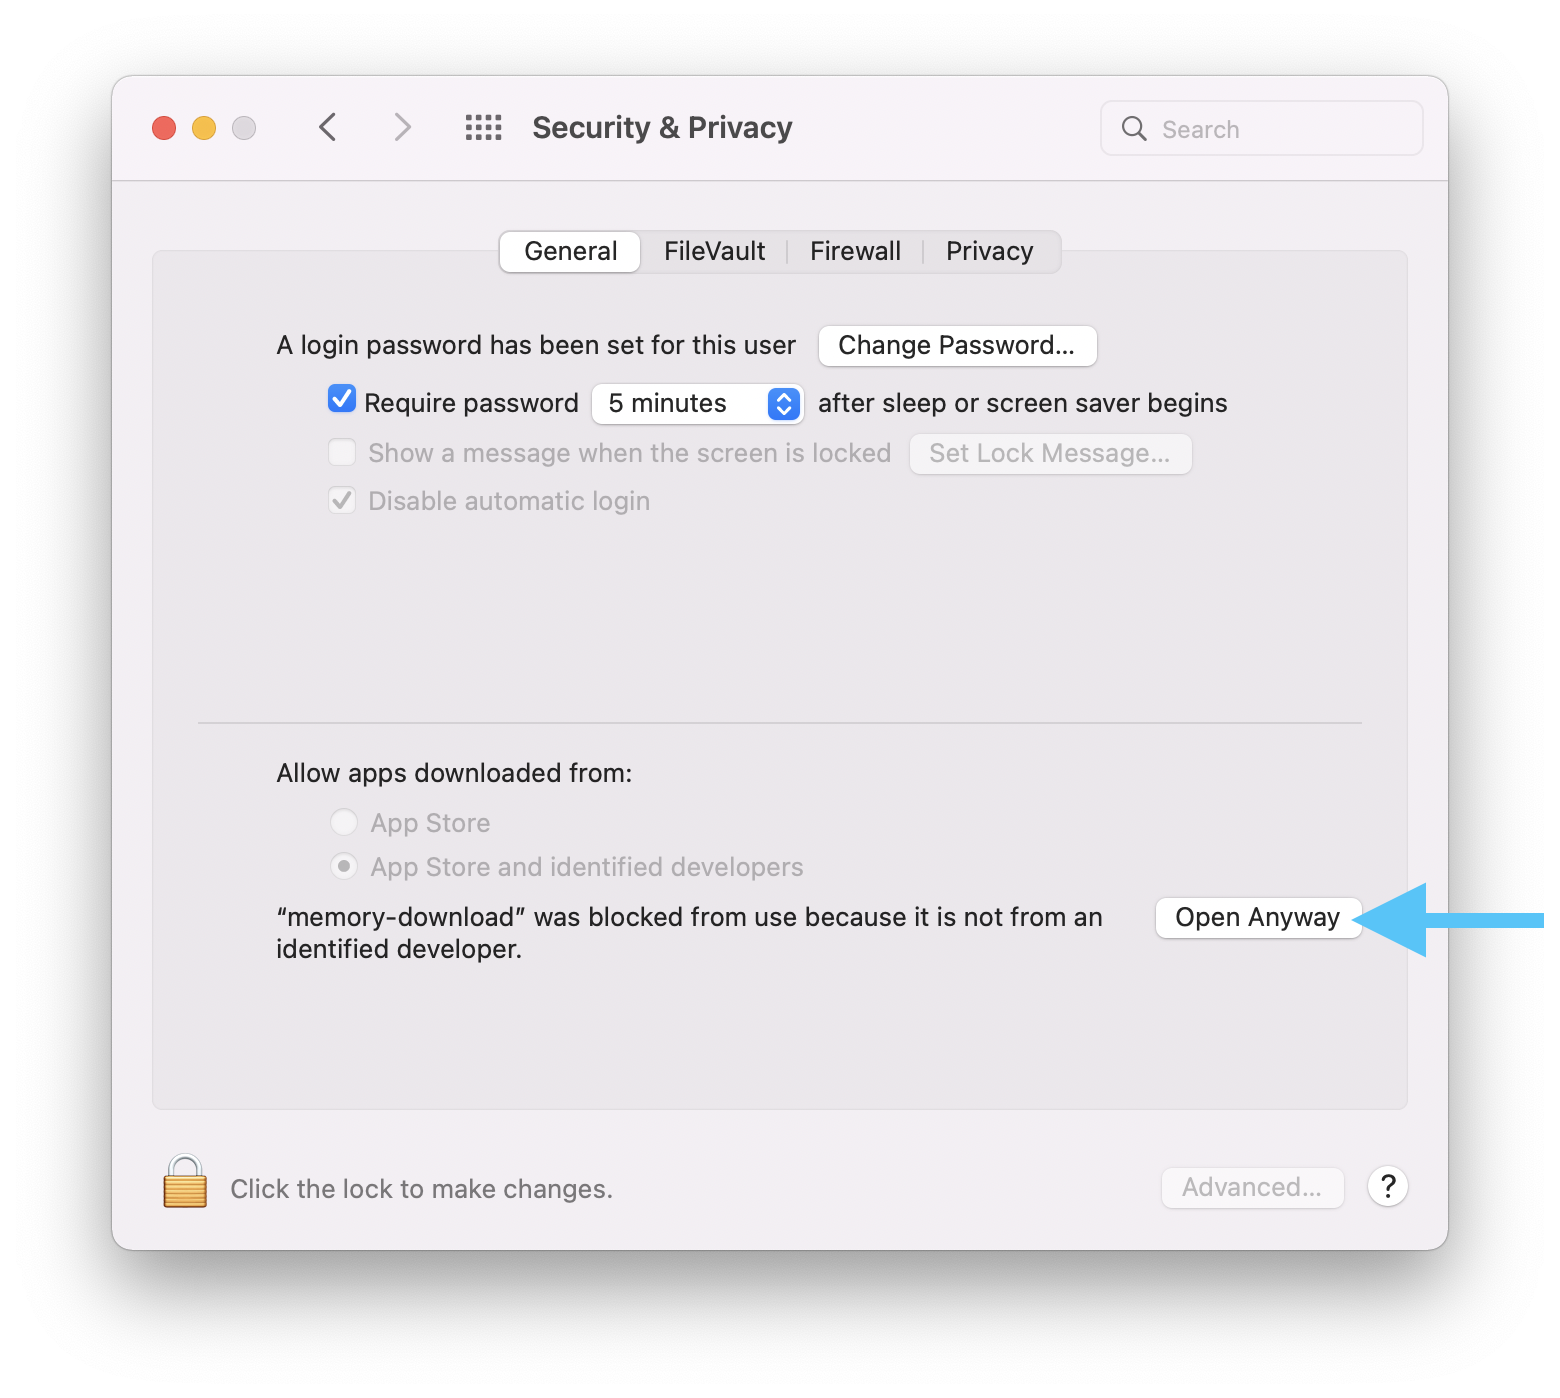 Security & Privacy
Search
General
FileVault
Firewall
Privacy
A login password has been set for this user
Change Password...
Require password
5 minutes
after sleep or screen saver begins
Show a message when the screen is locked
Set Lock Message...
Disable automatic login
Allow apps downloaded from:
App Store
App Store and identified developers
“memory-download” was blocked from use because it is not from an
identified developer.
Open Anyway
Click the lock to make changes.
Advanced...
?